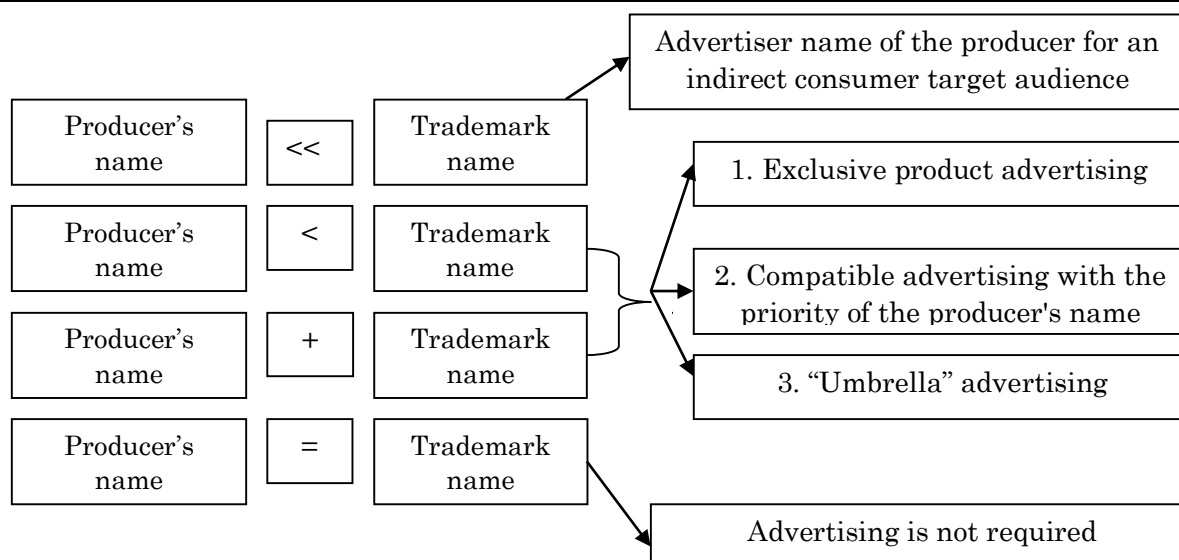 Advertiser name of the producer for an
indirect consumer target audience
Producer’s
name
<<
Trademark
name
1. Exclusive product advertising
Producer’s
name
<
Trademark
name
2. Compatible advertising with the
priority of the producer's name
Producer’s
name
+
Trademark
name
3. “Umbrella” advertising
Producer’s
name
=
Trademark
name
Advertising is not required